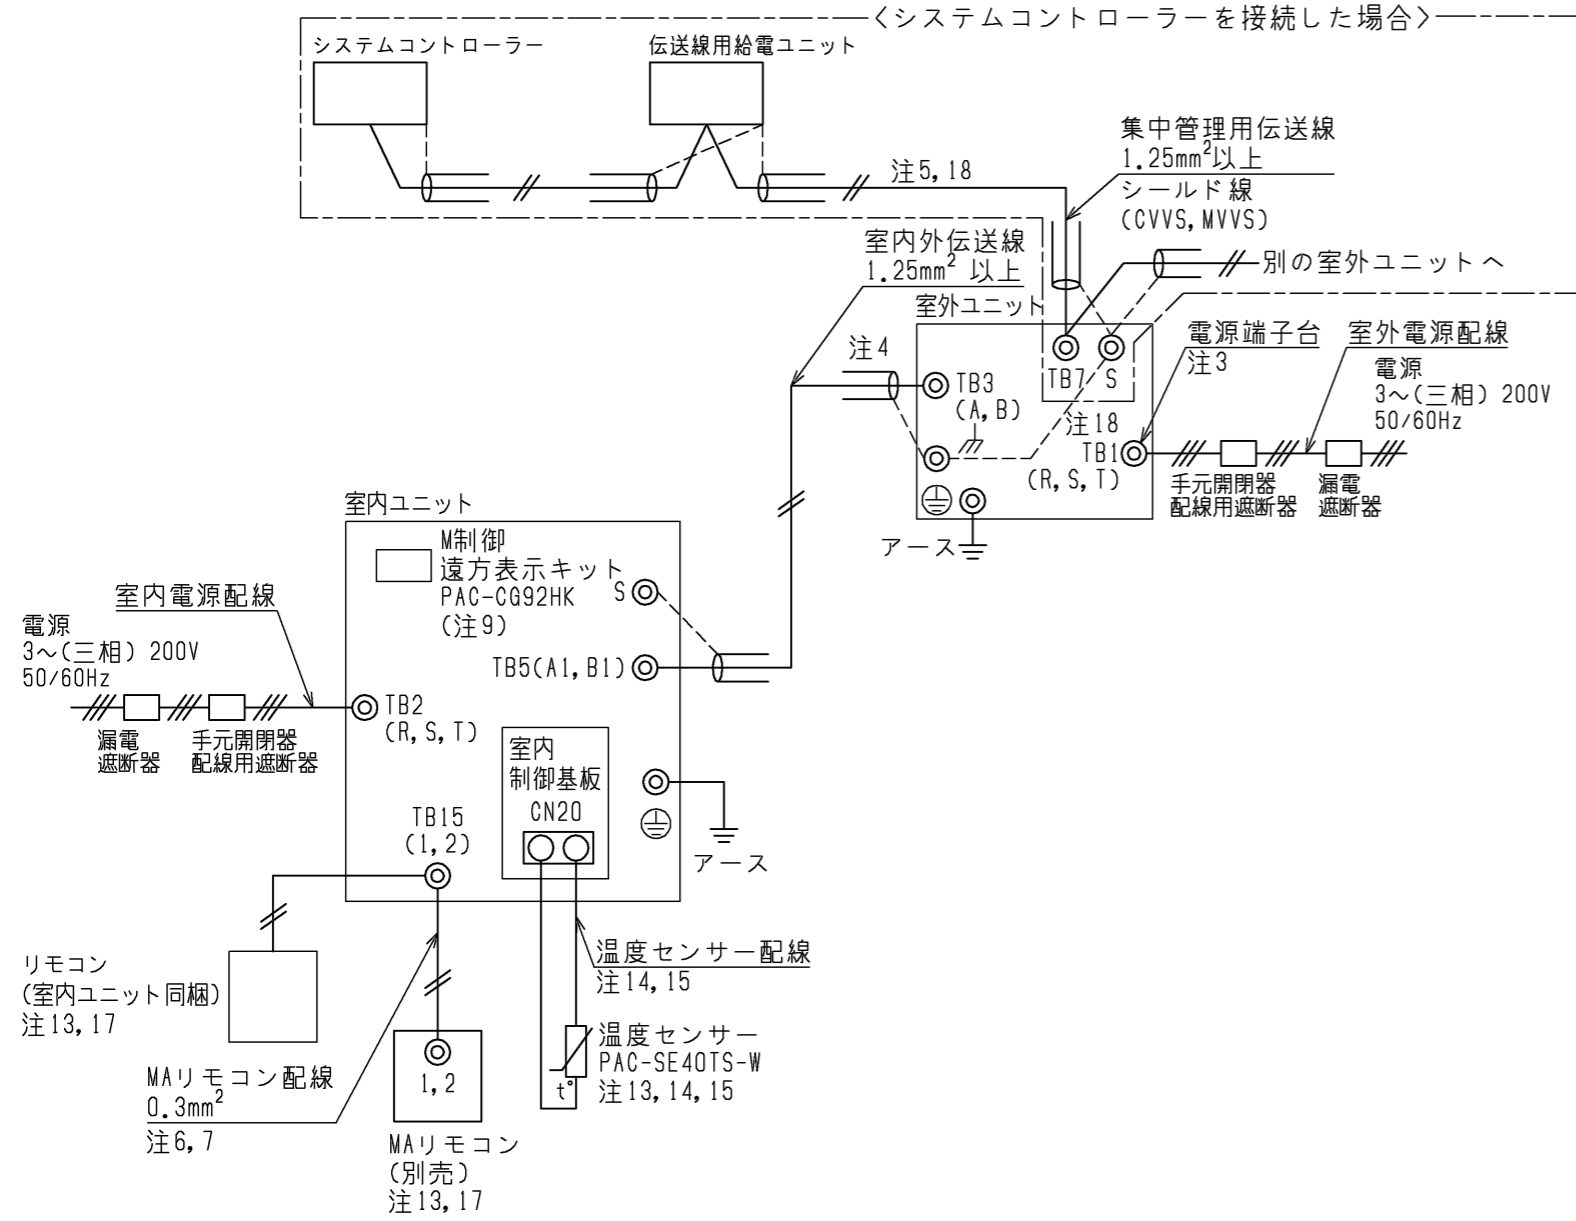 〈システムコントローラーを接続した場合〉
システムコントローラー
伝送線用給電ユニット
集中管理用伝送線
1.25mm²以上
シールド線
(CVVS,MVVS)
注5,18
室内外伝送線
1.25mm² 以上
別の室外ユニットへ
室外ユニット
注4
TB3
(A,B)
TB7
S
注18
TB1
(R,S,T)
電源端子台
注3
室外電源配線
電源
3～(三相) 200V
50/60Hz
手元開閉器
配線用遮断器
漏電
遮断器
アース
室内ユニット
M制御
遠方表示キット
PAC-CG92HK
(注9)
S
TB5(A1,B1)
室内電源配線
電源
3～(三相) 200V
50/60Hz
漏電
遮断器
手元開閉器
配線用遮断器
TB2
(R,S,T)
室内
制御基板
CN20
TB15
(1,2)
アース
リモコン
(室内ユニット同梱)
注13,17
MAリモコン配線
0.3mm²
注6,7
1,2
MAリモコン
(別売)
注13,17
温度センサー配線
注14,15
t°
温度センサー
PAC-SE40TS-W
注13,14,15